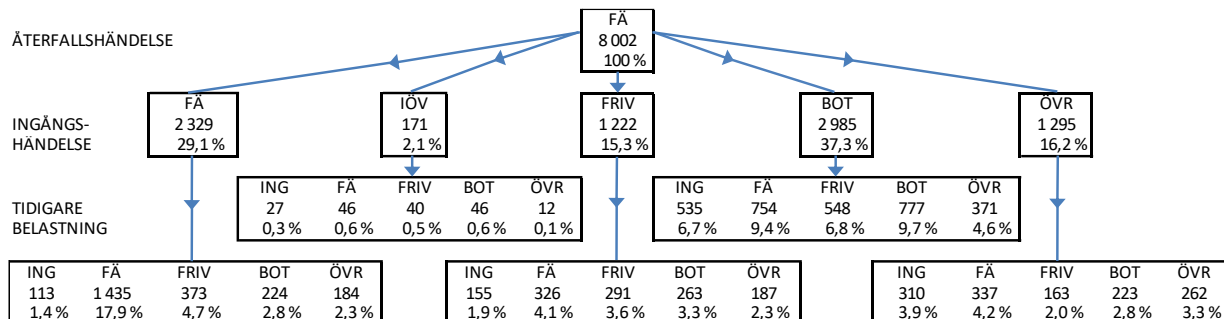 FÄ
ÅTERFALLSHÄNDELSE
8 002
100 %
FÄ IÖV FRIV BOT ÖVR
INGÅNGS- 2 329 171 1 222 2 985 1 295
HÄNDELSE 29,1 % 2,1 % 15,3 % 37,3 % 16,2 %
ING FÄ FRIV BOT ÖVR ING FÄ FRIV BOT ÖVR
TIDIGARE 27 46 40 46 12 535 754 548 777 371
BELASTNING 0,3 % 0,6 % 0,5 % 0,6 % 0,1 % 6,7 % 9,4 % 6,8 % 9,7 % 4,6 %
ING FÄ FRIV BOT ÖVR ING FÄ FRIV BOT ÖVR ING FÄ FRIV BOT ÖVR
113 1 435 373 224 184 155 326 291 263 187 310 337 163 223 262
1,4 % 17,9 % 4,7 % 2,8 % 2,3 % 1,9 % 4,1 % 3,6 % 3,3 % 2,3 % 3,9 % 4,2 % 2,0 % 2,8 % 3,3 %